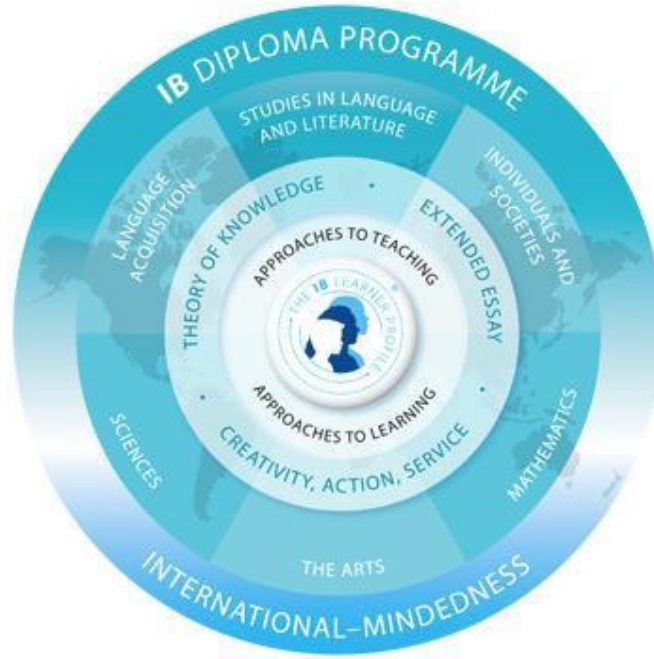 IB DIPLOMA PROGRAMME
STUDIES IN LANGUAGE
AND LITERATURE
LANGUAGE
ACQUISITION
INDIVIDUALS AND
SOCIETIES
THEORY OF KNOWLEDGE
EXTENDED ESSAY
APPROACHES TO TEACHING
THE IB LEARNER PROFILE
®
APPROACHES TO LEARNING
CREATIVITY, ACTION, SERVICE
SCIENCES
MATHEMATICS
THE ARTS
INTERNATIONAL–MINDEDNESS